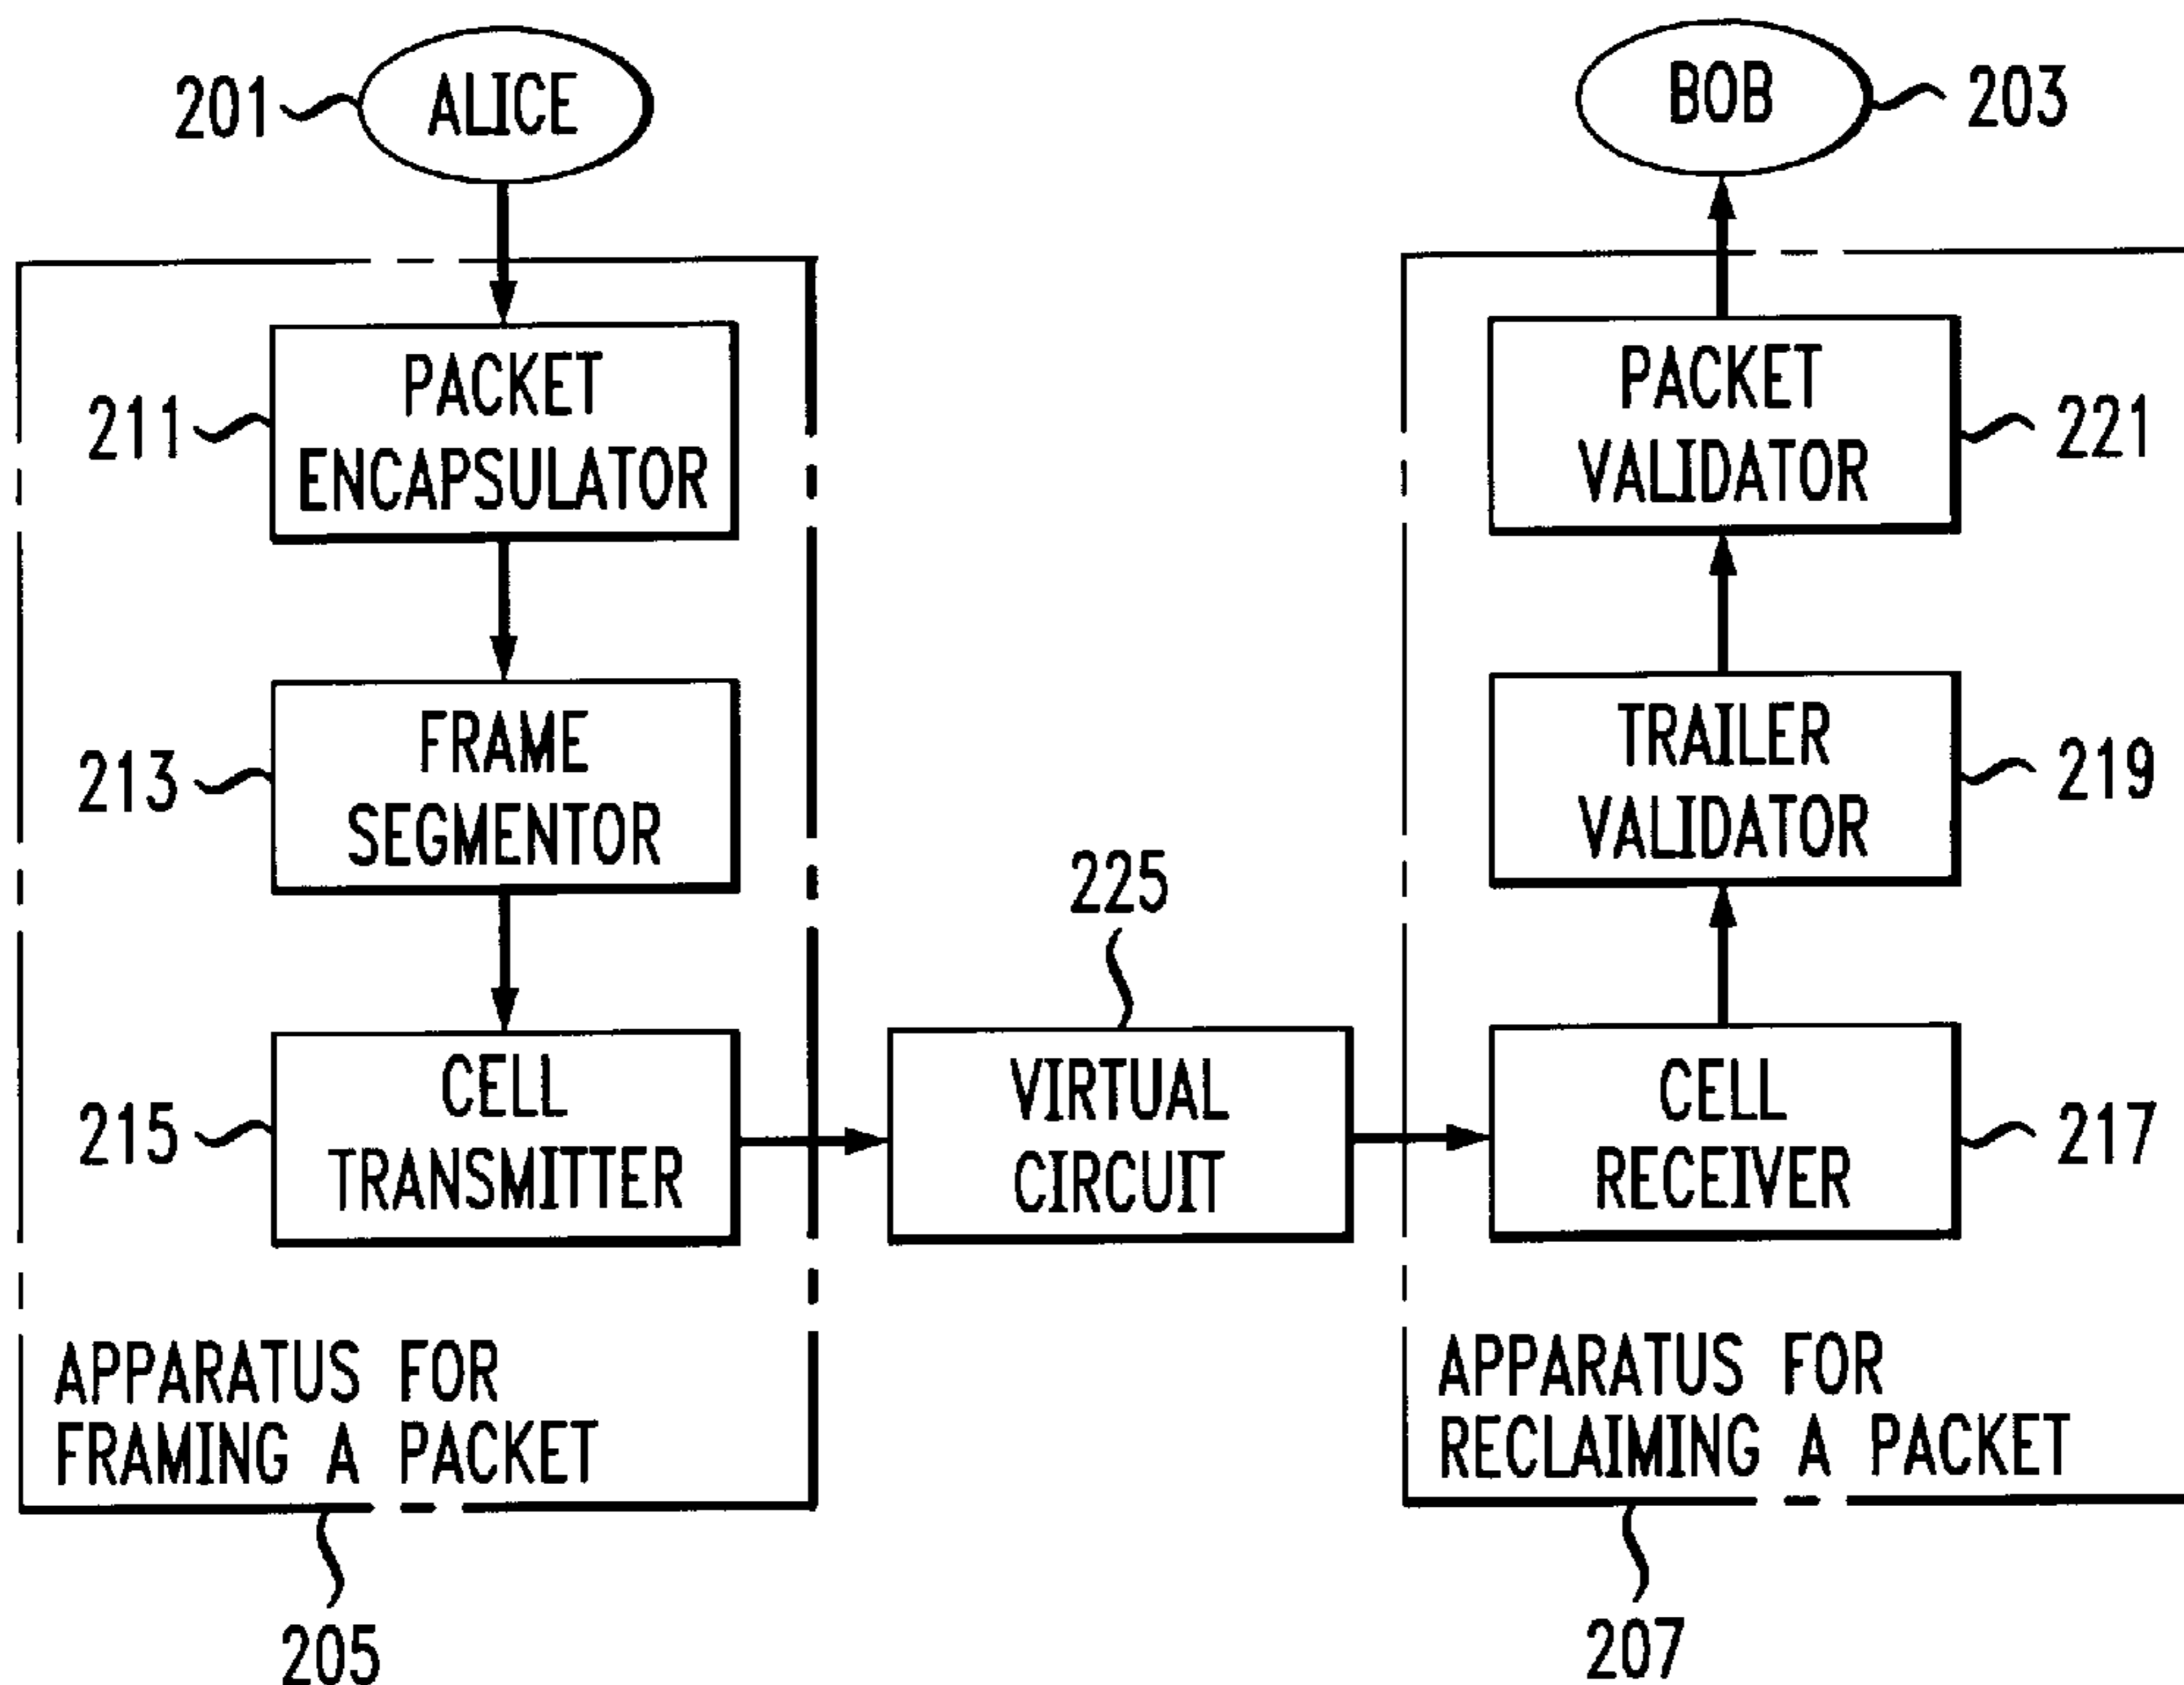 201
ALICE
BOB
203
211
PACKET
ENCAPSULATOR
PACKET
VALIDATOR
221
213
FRAME
SEGMENTOR
TRAILER
VALIDATOR
219
225
215
CELL
TRANSMITTER
VIRTUAL
CIRCUIT
CELL
RECEIVER
217
APPARATUS FOR
FRAMING A PACKET
APPARATUS FOR
RECLAIMING A PACKET
205
207